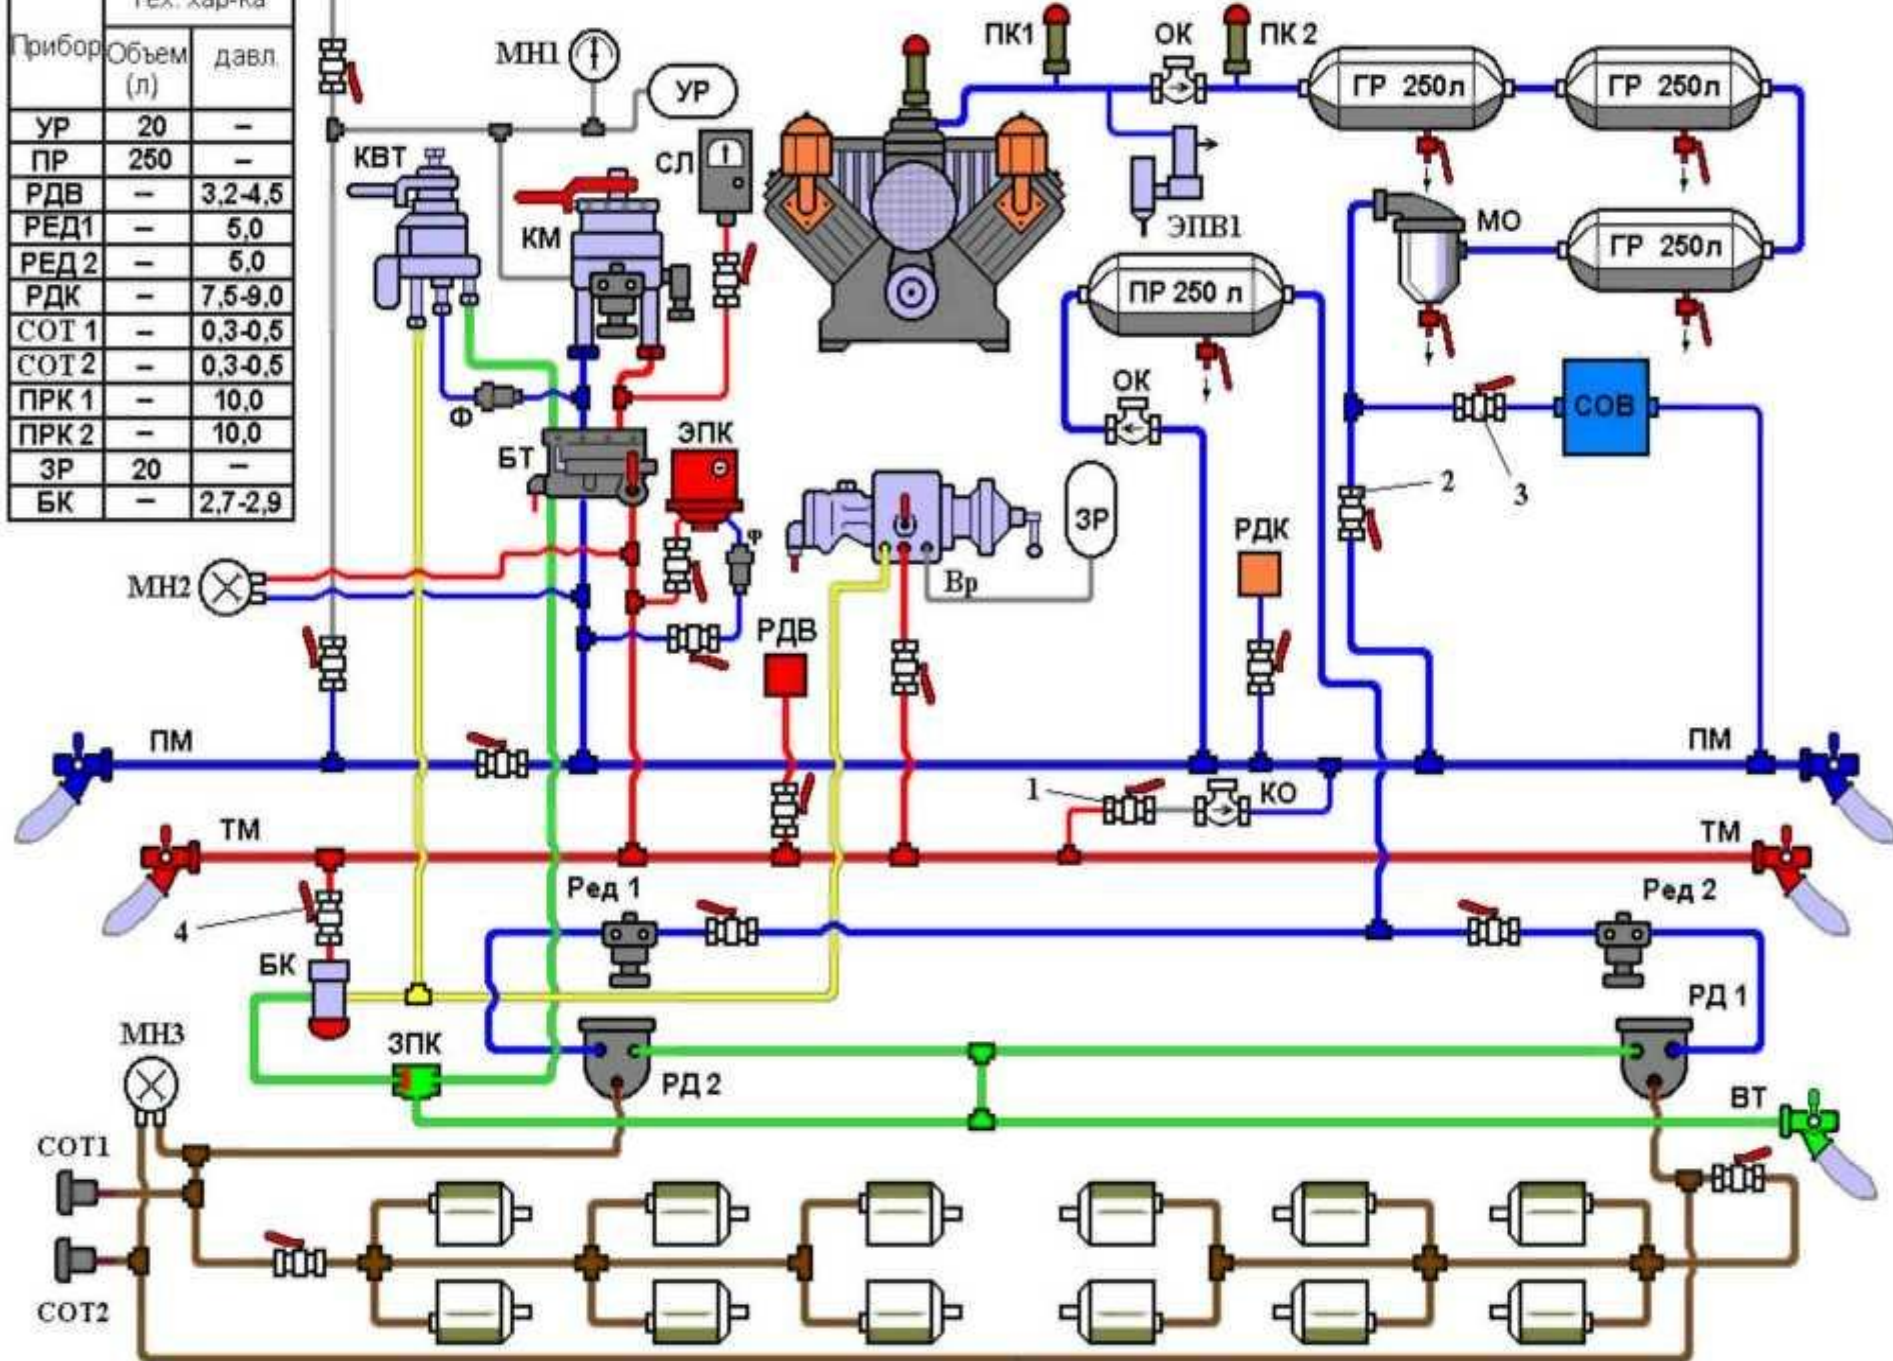 Тех. хар-ка
Прибор Объем (л) давл.
УР 20 –
ПР 250 –
РДВ – 3,2-4,5
РЕД1 – 5,0
РЕД 2 – 5,0
РДК – 7,5-9,0
СОТ 1 – 0,3-0,5
СОТ 2 – 0,3-0,5
ПРК 1 – 10,0
ПРК 2 – 10,0
ЗР 20 –
БК – 2,7-2,9
МН1
УР
КВТ
КМ
СЛ
ПК1
ОК
ПК 2
ГР 250л
ГР 250л
ЭПВ1
МО
ГР 250л
ПР 250 л
ОК
Ф
БТ
ЭПК
Ф
СОВ
2
3
ЗР
РДК
МН2
Вр
РДВ
ПМ
ПМ
1
КО
ТМ
ТМ
Ред 1
Ред 2
4
БК
РД 1
МН3
ЗПК
РД 2
ВТ
СОТ1
СОТ2